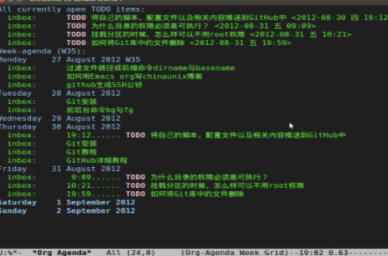 All currently open TODO items:
inbox: TODO 将自己的脚本，配置文件以及相关内容推送到GitHub中 <2012-08-30 四 19:12
inbox: TODO 为什么目录的权限必须是可执行？ <2012-08-31 五 09:09>
inbox: TODO 挂载分区的时候，怎么样可以不用root权限 <2012-08-31 五 10:21>
inbox: TODO 如何将Git库中的文件删除 <2012-08-31 五 19:59>
Week-agenda (W35):
Monday 27 August 2012
inbox: 过滤文件路径或后缀命令dirname与basename
inbox: 如何用Emacs org写chinaunix博客
inbox: github生成SSH公钥
Tuesday 28 August 2012
inbox: Git安装
inbox: 前后台命令bg与fg
Wednesday 29 August 2012
Thursday 30 August 2012
inbox: 19:12...... TODO 将自己的脚本，配置文件以及相关内容推送到GitHub中
inbox: Git安装
inbox: Git教程
inbox: GitHub详细教程
Friday 31 August 2012
inbox: 9:09...... TODO 为什么目录的权限必须是可执行？
inbox: 10:21...... TODO 挂载分区的时候，怎么样可以不用root权限
inbox: 19:59...... TODO 如何将Git库中的文件删除
Saturday 1 September 2012
Sunday 2 September 2012
U:%*- *Org Agenda* All (24,0) (Org-Agenda Week Grid)--19:02 0.63--------